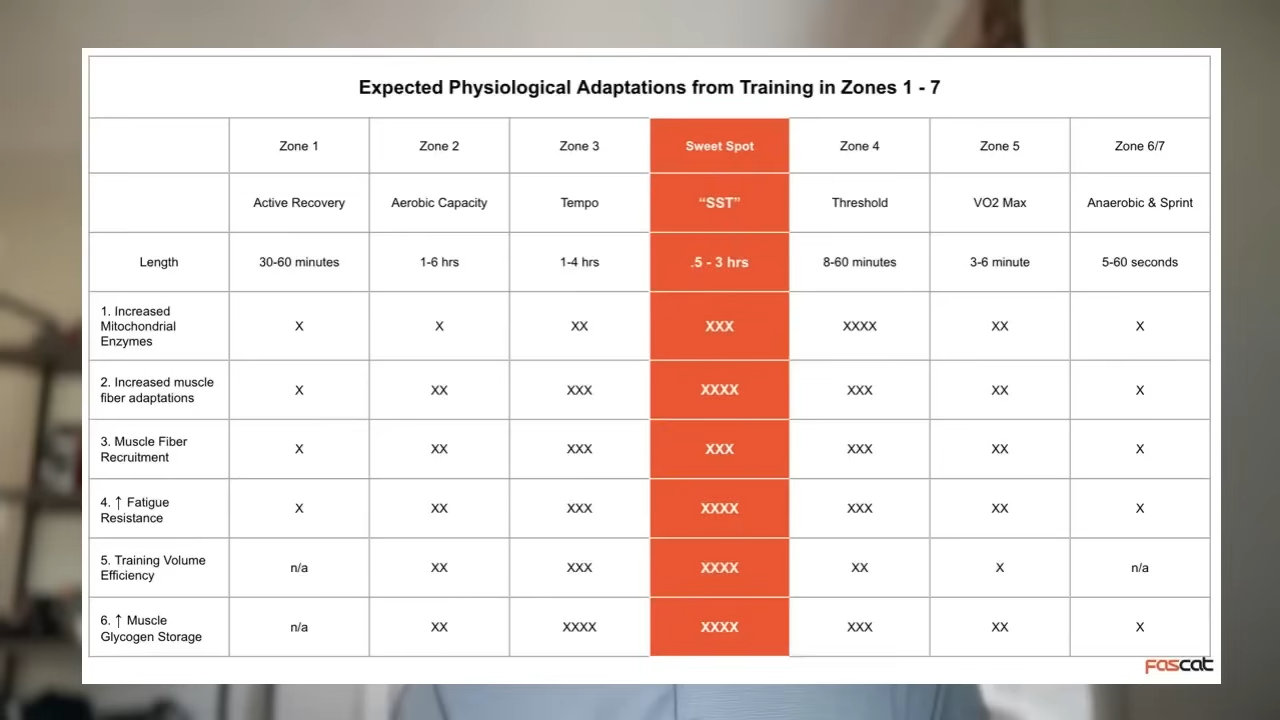 Expected Physiological Adaptations from Training in Zones 1 - 7
Zone 1 Zone 2 Zone 3 Sweet Spot Zone 4 Zone 5 Zone 6/7
Active Recovery Aerobic Capacity Tempo “SST” Threshold VO2 Max Anaerobic & Sprint
Length 30-60 minutes 1-6 hrs 1-4 hrs .5 - 3 hrs 8-60 minutes 3-6 minute 5-60 seconds
1. Increased
Mitochondrial
Enzymes
X X XX XXX XXXX XX X
2. Increased muscle
fiber adaptations
X XX XXX XXXX XXX XX X
3. Muscle Fiber
Recruitment
X XX XXX XXX XXX XX X
4. ↑ Fatigue
Resistance
X XX XXX XXXX XXX XX X
5. Training Volume
Efficiency
n/a XX XXX XXXX XX X n/a
6. ↑ Muscle
Glycogen Storage
n/a XX XXXX XXXX XXX XX X
fascat